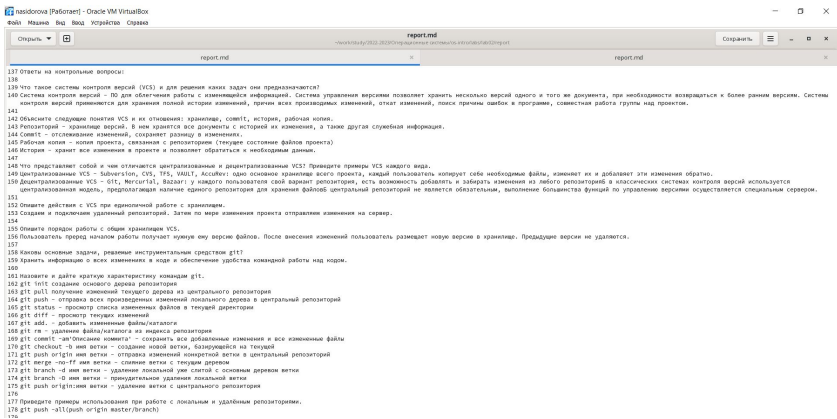 nasidorova [Работает] - Oracle VM VirtualBox
Файл Машина Вид Ввод Устройства Справка
Открыть
report.md
Сохранить
report.md
report.md
137 Ответы на контрольные вопросы:
138
139 Что такое системы контроля версий (VCS) и для решения каких задач они предназначаются?
140 Система контроля версий - ПО для облегчения работы с изменяющейся информацией. Система управления версиями позволяет хранить несколько версий одного и того же документа, при необходимости возвращаться к более ранним версиям. Системы
контроля версий применяются для хранения полной истории изменений, причин всех производимых изменений, откат изменений, поиск причины ошибок в программе, совместная работа группы над проектом.
141
142 Объясните следующие понятия VCS и их отношения: хранилище, commit, история, рабочая копия.
143 Репозиторий - хранилище версий. В нем хранятся все документы с историей их изменения, а также другая служебная информация.
144 Commit - отслеживание изменений, сохраняет разницу в изменениях.
145 Рабочая копия - копия проекта, связанная с репозиторием (текущее состояние файлов проекта)
146 История - хранит все изменения в проекте и позволяет обратиться к необходимым данным.
147
148 Что представляют собой и чем отличаются централизованные и децентрализованные VCS? Приведите примеры VCS каждого вида.
149 Централизованные VCS - Subversion, CVS, TFS, VAULT, AccuRev: одно основное хранилище всего проекта, каждый пользователь копирует себе необходимые файлы, изменяет их и добавляет эти изменения обратно.
150 Децентрализованные VCS - Git, Mercurial, Bazaar: у каждого пользователя свой вариант репозитория, есть возможность добавлять и забирать изменения из любого репозиторияБ в классических системах контроля версий используется
централизованная модель, предполагающая наличие единого репозитория для хранения файловБ центральный репозиторий не является обязательным, выполнение большинства функций по управлению версиями осуществляется специальным сервером.
151
152 Опишите действия с VCS при единоличной работе с хранилищем.
153 Создаем и подключаем удаленный репозиторий. Затем по мере изменения проекта отправляем изменения на сервер.
154
155 Опишите порядок работы с общим хранилищем VCS.
156 Пользователь преред началом работы получает нужную ему версию файлов. После внесения изменений пользователь размещает новую версию в хранилище. Предыдущие версии не удаляются.
157
158 Каковы основные задачи, решаемые инструментальным средством git?
159 Хранить информацию о всех изменениях в коде и обеспечение удобства командной работы над кодом.
160
161 Назовите и дайте краткую характеристику командам git.
162 git init создание основого дерева репозитория
163 git pull получение изменений текущего дерева из центрального репозитория
164 git push - отправка всех произведенных изменений локального дерева в центральный репозиторий
165 git status - просмотр списка измененных файлов в текущей директории
166 git diff - просмотр текущих изменений
167 git add. - добавить измененные файлы/каталоги
168 git rm - удаление файла/каталога из индекса репозитория
169 git commit -am'Описание коммита' - сохранить все добавленные изменения и все измененные файлы
170 git checkout -b имя ветки - создание новой ветки, базирующейся на текущей
171 git push origin имя ветки - отправка изменений конкретной ветки в центральный репозиторий
172 git merge -no-ff имя ветки - слияние ветки с текущим деревом
173 git branch -d имя ветки - удаление локальной уже слитой с основным деревом ветки
174 git branch -D имя ветки - принудительное удаление локальной ветки
175 git push origin:имя ветки - удаление ветки с центрального репозитория
176
177 Приведите примеры использования при работе с локальным и удалённым репозиториями.
178 git push -all(push origin master/branch)
179